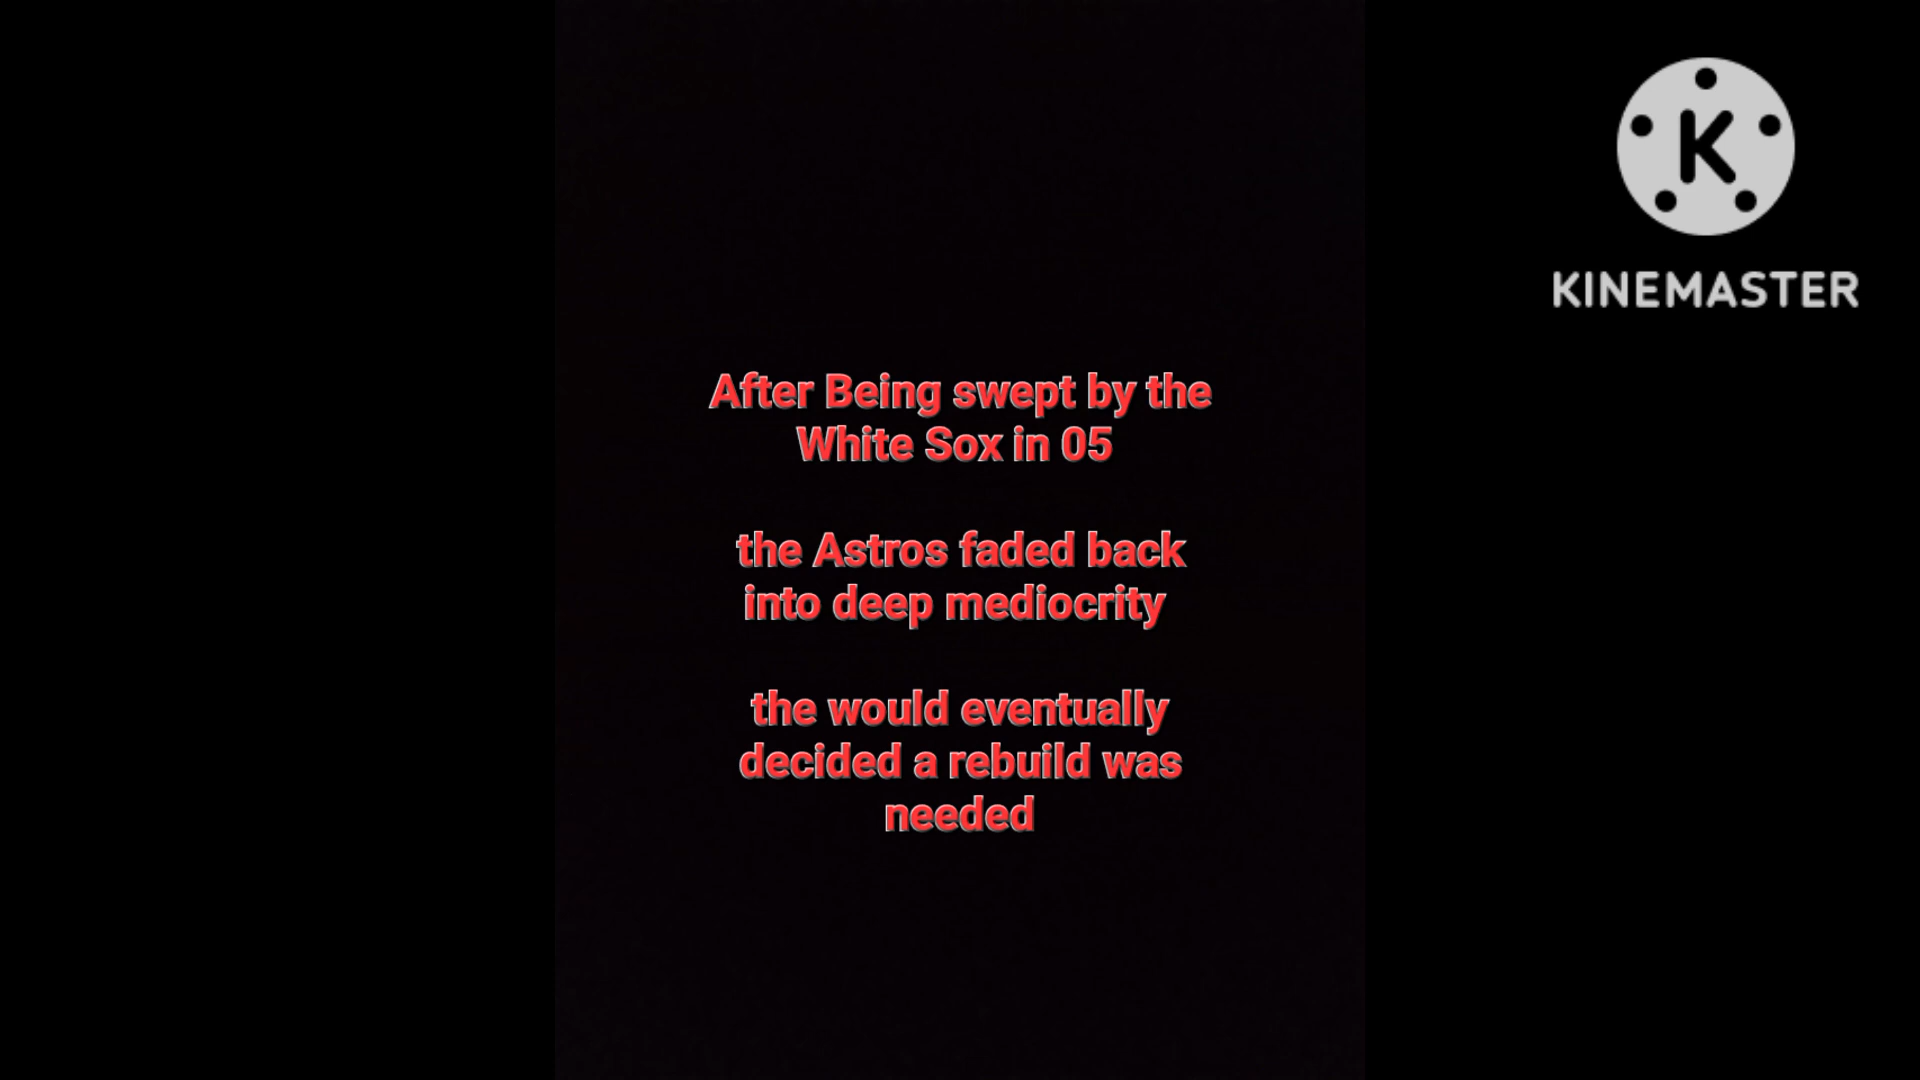 K
KINEMASTER
After Being swept by the
White Sox in 05
the Astros faded back
into deep mediocrity
the would eventually
decided a rebuild was
needed